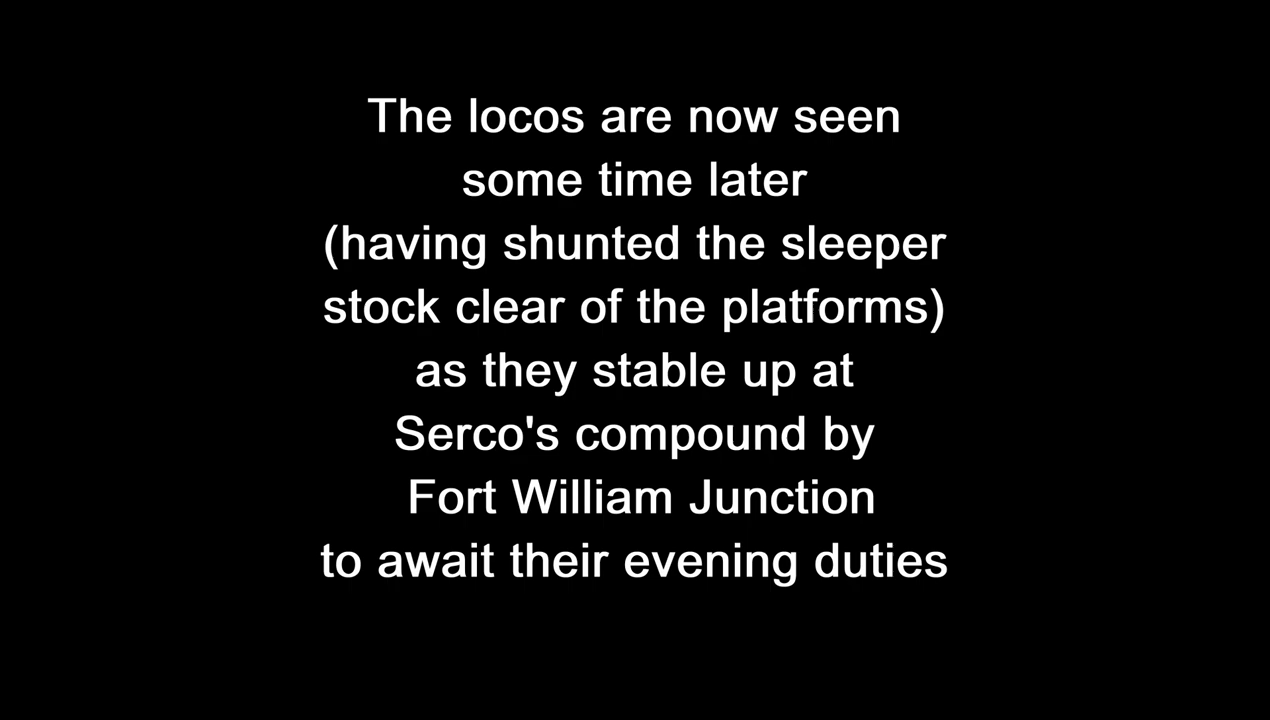 The locos are now seen
some time later
(having shunted the sleeper
stock clear of the platforms)
as they stable up at
Serco's compound by
Fort William Junction
to await their evening duties